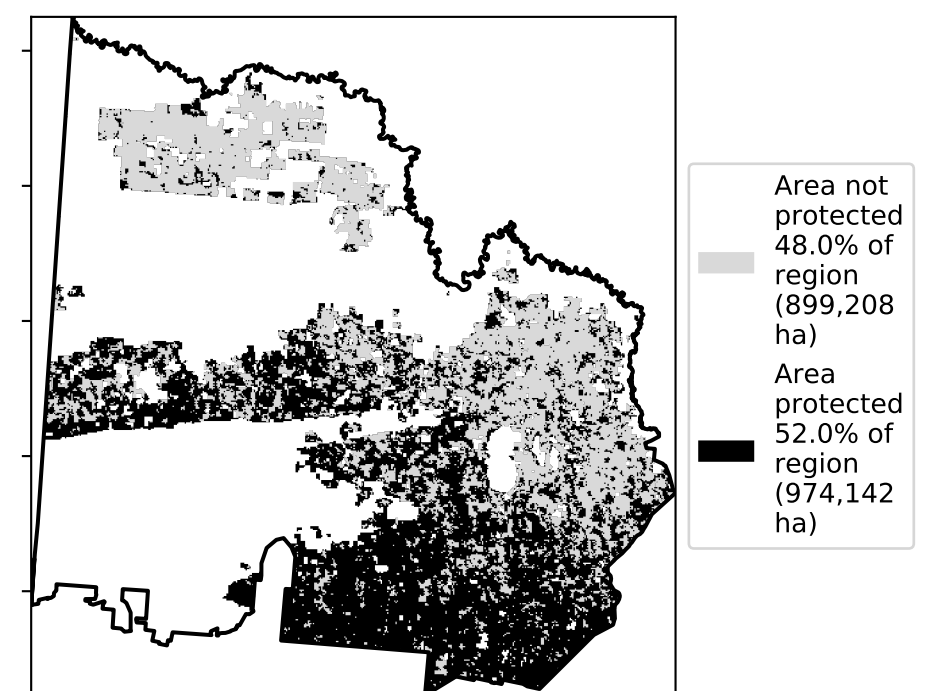 Area not
protected
48.0% of
region
(899,208
ha)
Area
protected
52.0% of
region
(974,142
ha)